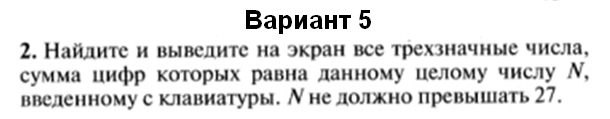 Вариант 5
2. Найдите и выведите на экран все трехзначные числа,
сумма цифр которых равна данному целому числу N,
введенному с клавиатуры. N не должно превышать 27.